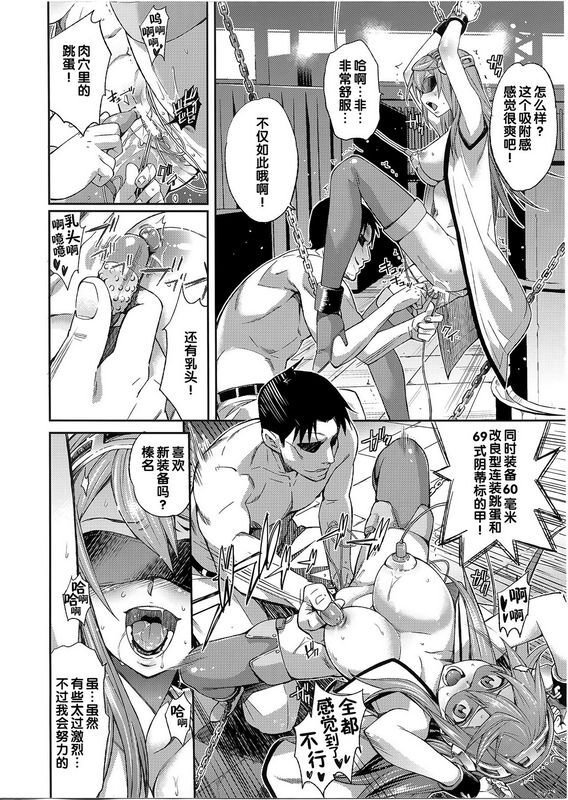 怎么样？
这个吸附感
感觉很爽吧！
哈啊…非…
非常舒服…
不仅如此哦啊！
呜啊
啊啊
肉穴里的
跳蛋！
乳头啊
啊噫噫
还有乳头！
同时装备60毫米
改良型连装跳蛋和
69式阴蒂标的甲！
喜欢
新装备吗？
榛名
啊啊
全都
感觉到了
不行
哈啊
哈啊
哈
虽…虽然
有些太过激烈…
不过我会努力的